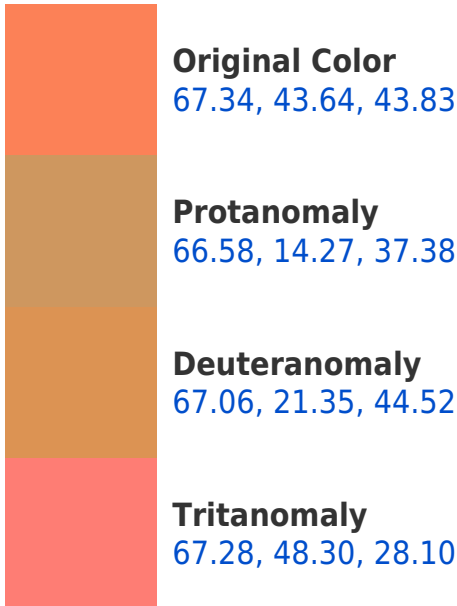 Original Color
67.34, 43.64, 43.83
Protanomaly
66.58, 14.27, 37.38
Deuteranomaly
67.06, 21.35, 44.52
Tritanomaly
67.28, 48.30, 28.10